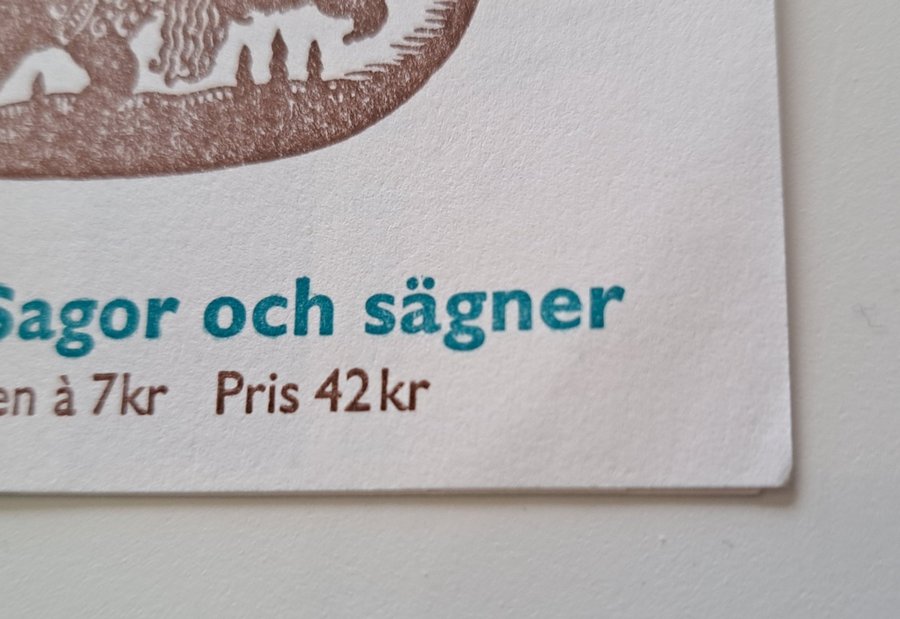 Sagor och sägner
en à 7kr Pris 42kr